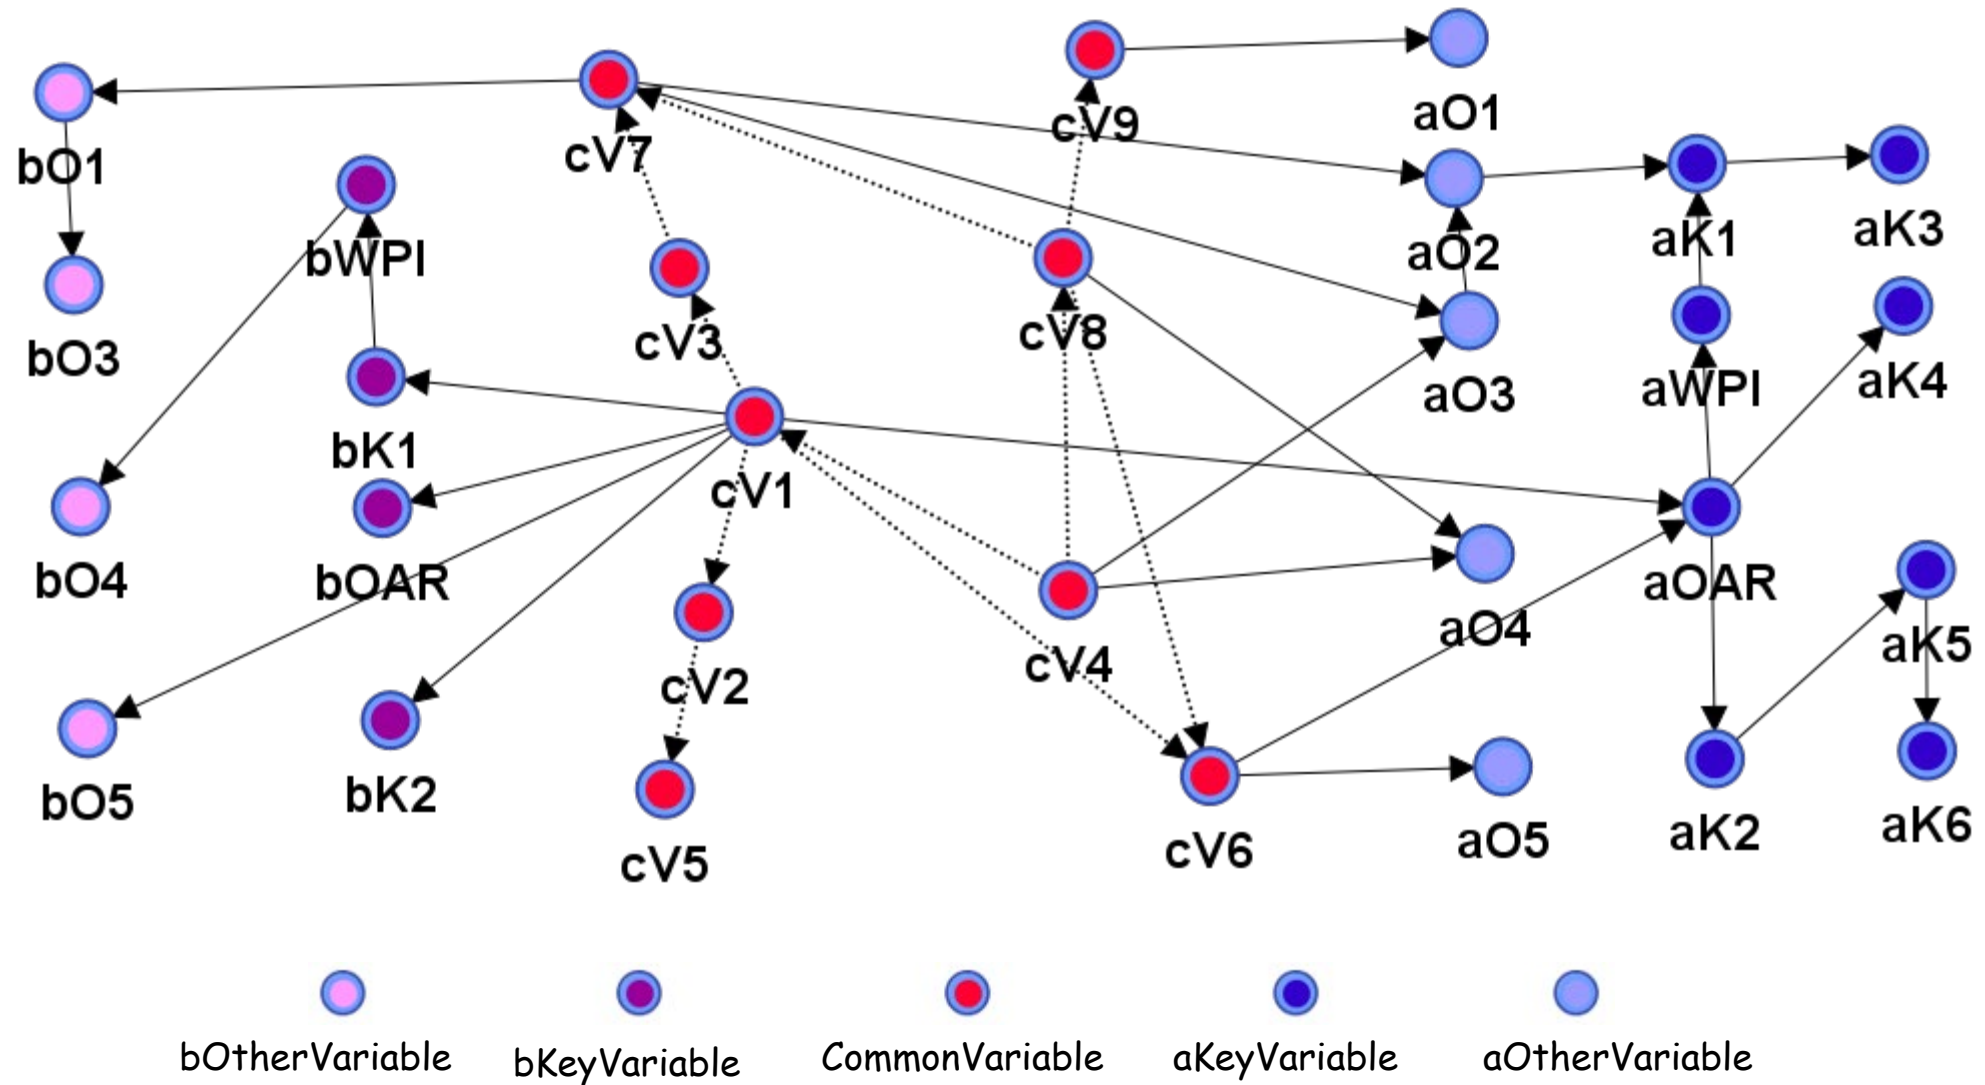 cV9
aO1
cV7
bO1
aK3
aK1
aO2
bWPI
cV8
cV3
bO3
aK4
aWPI
aO3
bK1
cV1
bO4
bOAR
aOAR
aO4
aK5
cV4
cV2
bK2
bO5
aK6
aK2
aO5
cV6
cV5
bOtherVariable
bKeyVariable
CommonVariable
aKeyVariable
aOtherVariable